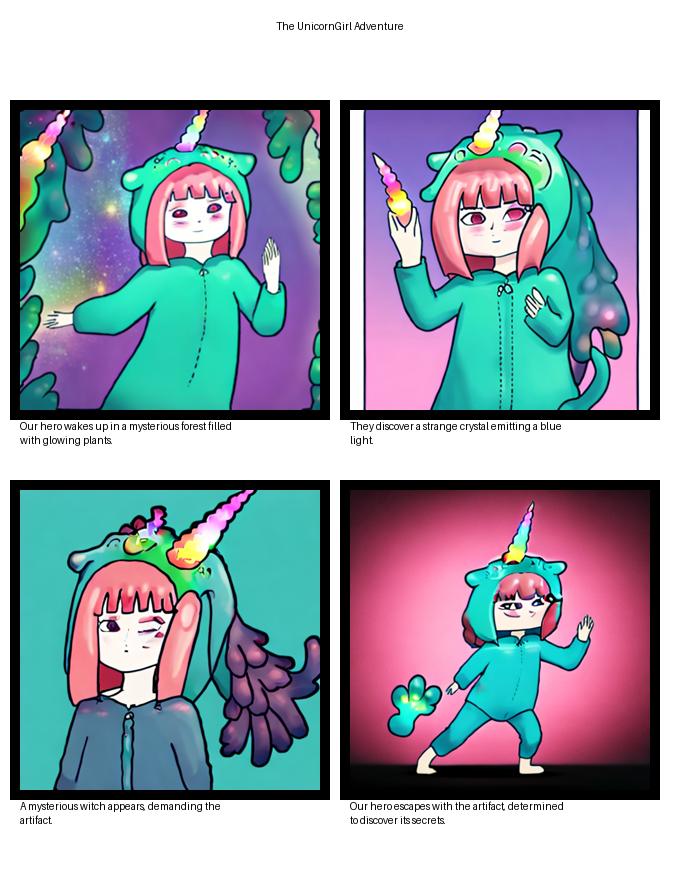 The UnicornGirl Adventure
Our hero wakes up in a mysterious forest filled
with glowing plants.
They discover a strange crystal emitting a blue
light.
A mysterious witch appears, demanding the
artifact.
Our hero escapes with the artifact, determined
to discover its secrets.